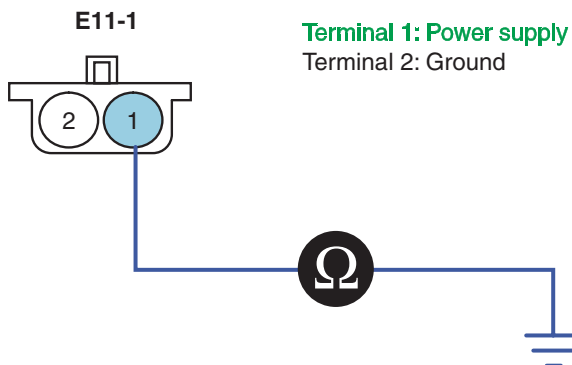 E11-1
Terminal 1: Power supply
Terminal 2: Ground
2 1
Ω